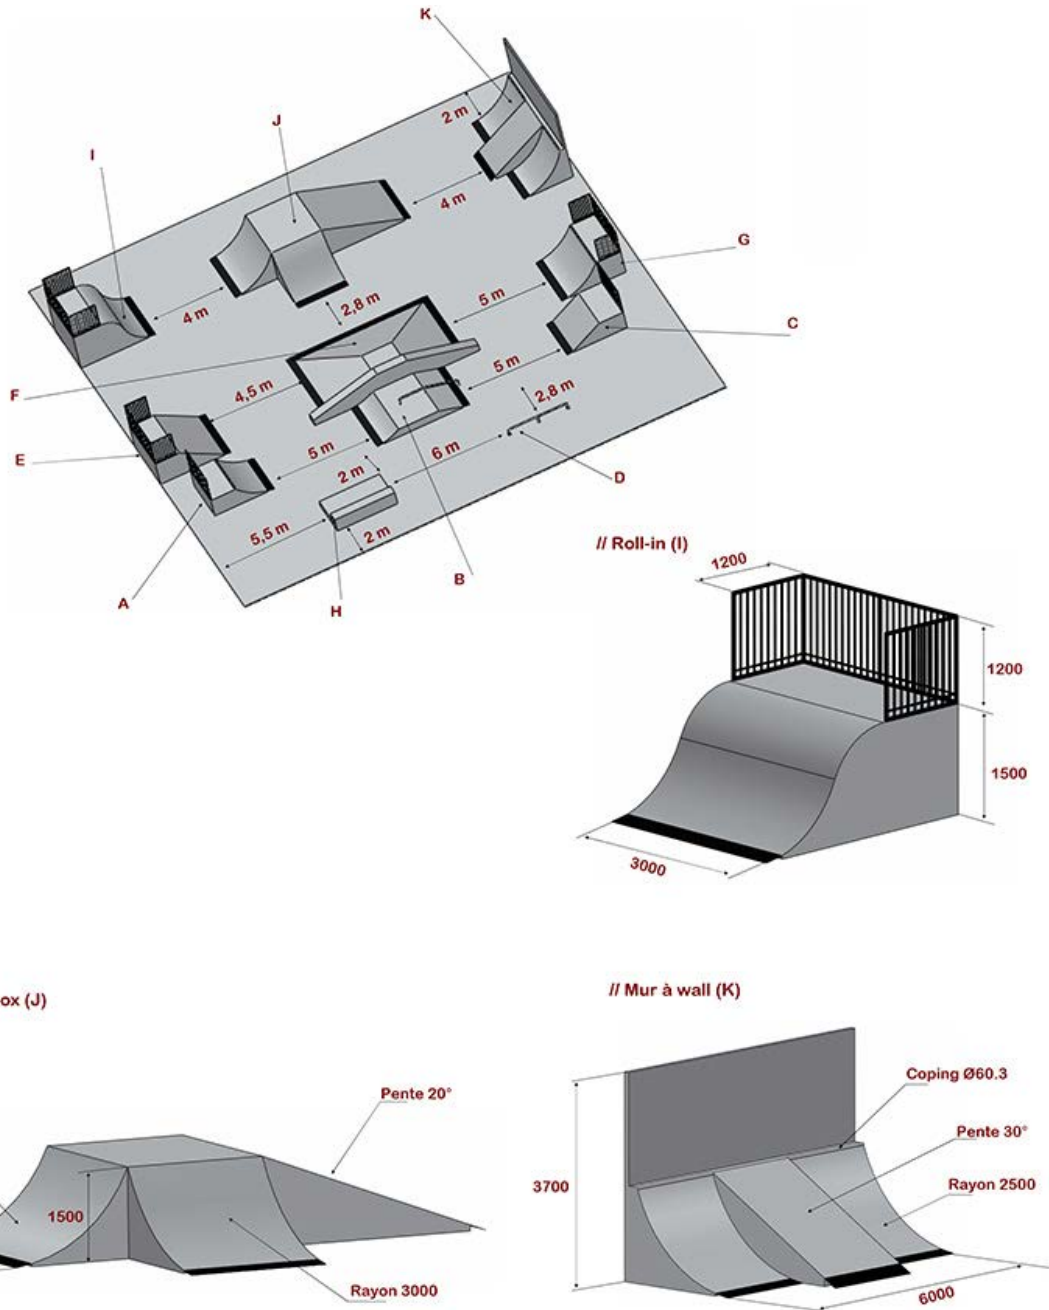 K
2 m
J
I
4 m
G
4 m
2,8 m
5 m
C
F
5 m
4,5 m
2,8 m
E
5 m
6 m
D
2 m
5,5 m
2 m
B
A
H
// Roll-in (I)
1200
1200
1500
3000
ox (J)
Pente 20°
1500
Rayon 3000
// Mur à wall (K)
Coping Ø60.3
Pente 30°
3700
Rayon 2500
6000